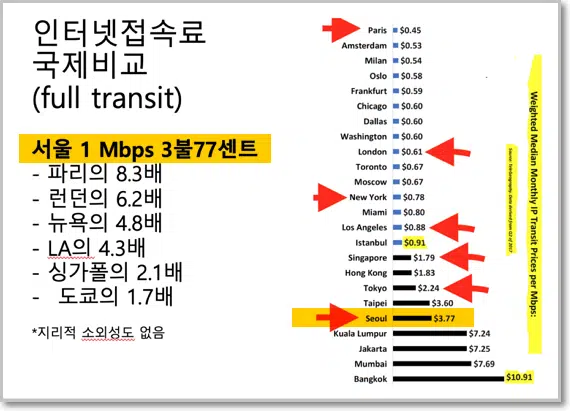 인터넷접속료
국제비교
(full transit)
서울 1 Mbps 3불77센트
- 파리의 8.3배
- 런던의 6.2배
- 뉴욕의 4.8배
- LA의 4.3배
- 싱가폴의 2.1배
- 도쿄의 1.7배
*지리적 소외성도 없음
Paris $0.45
Amsterdam $0.53
Milan $0.54
Oslo $0.58
Frankfurt $0.59
Chicago $0.60
Dallas $0.60
Washington $0.60
London $0.61
Toronto $0.67
Moscow $0.67
New York $0.78
Miami $0.80
Los Angeles $0.88
Istanbul $0.91
Singapore $1.79
Hong Kong $1.83
Tokyo $2.24
Taipei $3.60
Seoul $3.77
Kuala Lumpur $7.24
Jakarta $7.25
Mumbai $7.69
Bangkok $10.91
Weighted Median Monthly IP Transit Prices per Mbps:
Source: TeleGeography. Data derived from Q2 of 2017